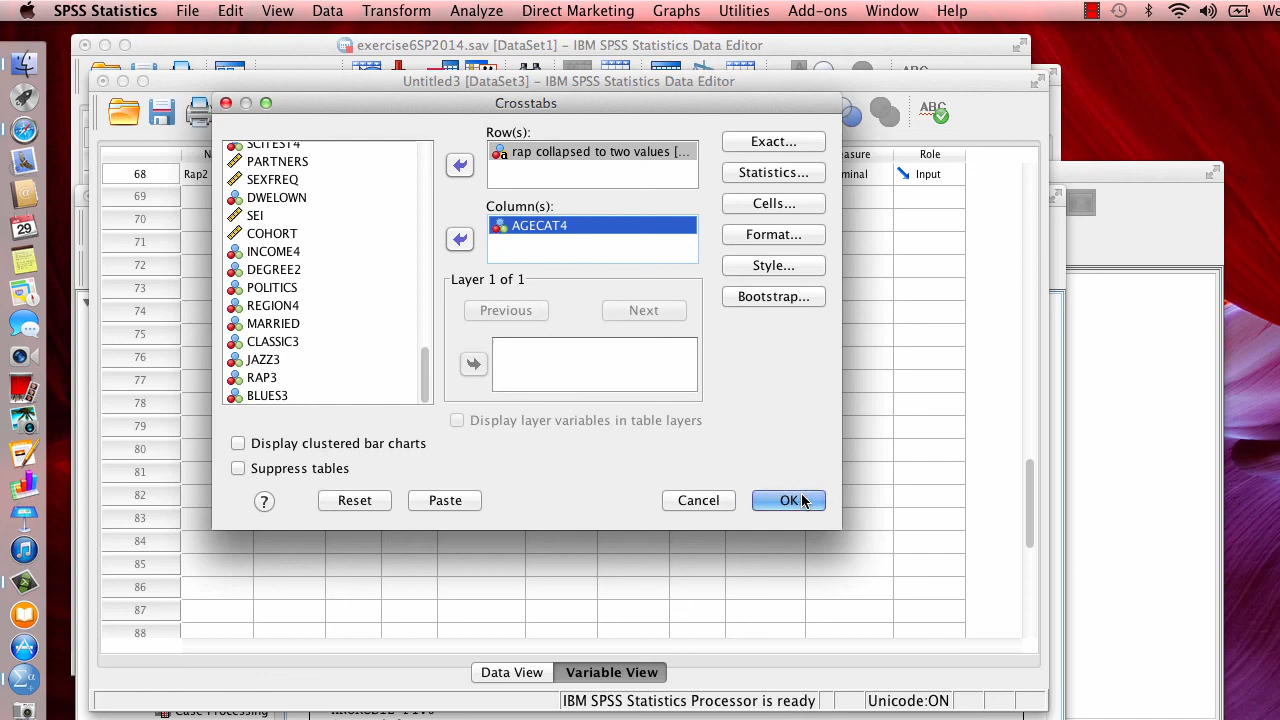 SPSS Statistics File Edit View Data Transform Analyze Direct Marketing Graphs Utilities Add-ons Window Help
exercise6SP2014.sav [DataSet1] – IBM SPSS Statistics Data Editor
Untitled3 [DataSet3] – IBM SPSS Statistics Data Editor
Crosstabs
ABC
Role
68 Rap2
Input
69
70
71
72
73
74
75
76
77
78
79
80
81
82
83
84
85
86
87
88
SCITEST4
PARTNERS
SEXFREQ
DWELOWN
SEI
COHORT
INCOME4
DEGREE2
POLITICS
REGION4
MARRIED
CLASSIC3
JAZZ3
RAP3
BLUES3
Row(s):
rap collapsed to two values [...
Column(s):
AGECAT4
Layer 1 of 1
Previous Next
Display layer variables in table layers
Exact...
Statistics...
Cells...
Format...
Style...
Bootstrap...
Display clustered bar charts
Suppress tables
? Reset Paste Cancel OK
Data View Variable View
IBM SPSS Statistics Processor is ready Unicode:ON